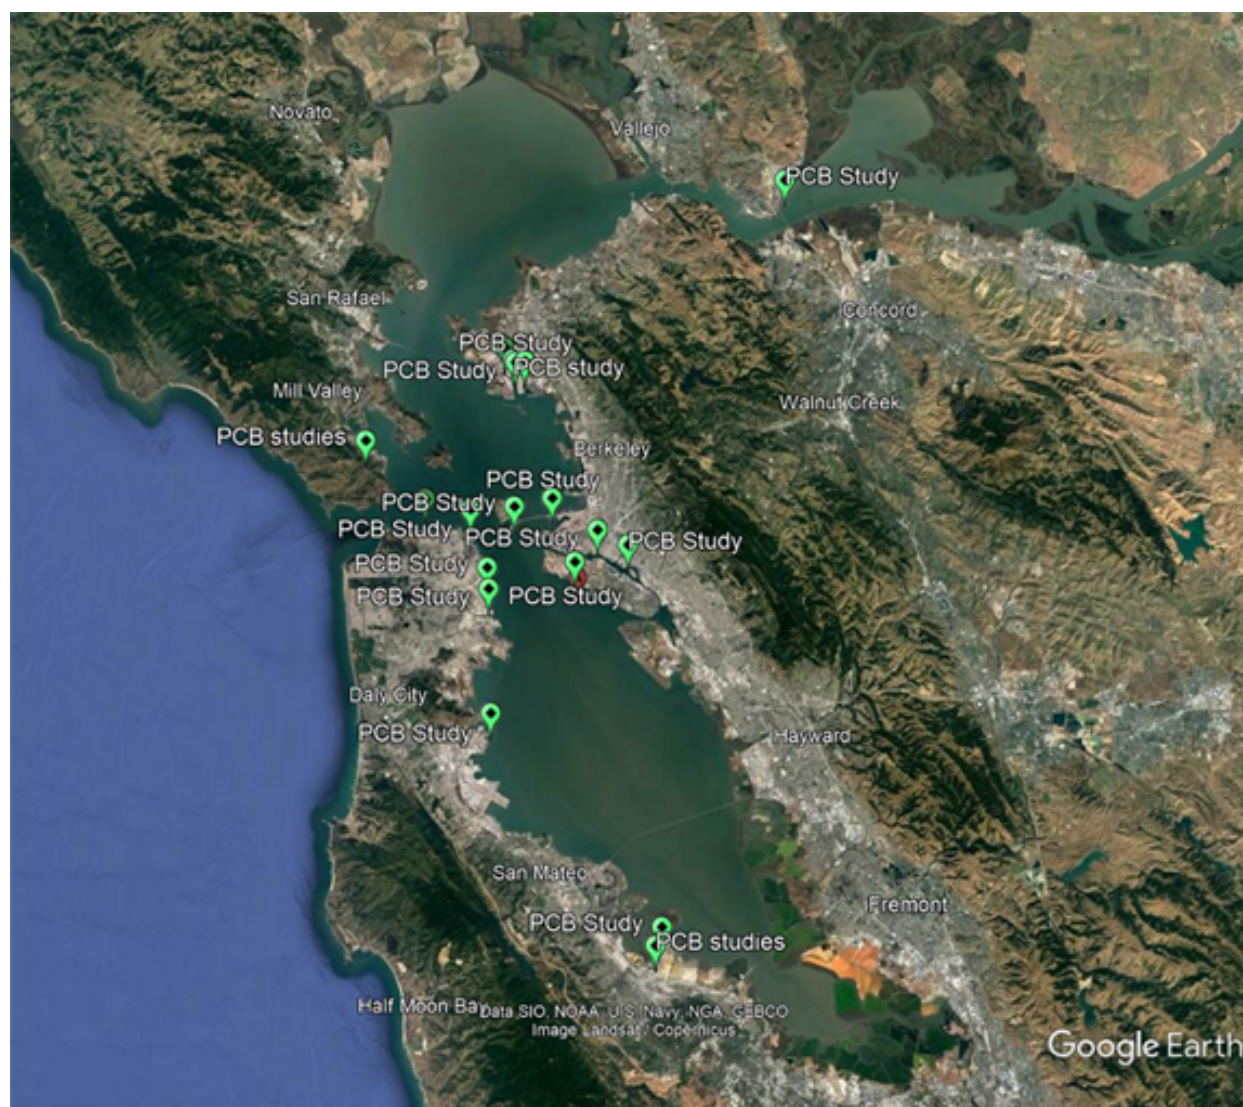 Novato
Vallejo
PCB Study
San Rafael
Concord
PCB Study
PCB Study
PCB study
Mill Valley
Walnut Creek
PCB studies
Berkeley
PCB Study
PCB Study
PCB Study
PCB Study
PCB Study
PCB Study
PCB Study
PCB Study
Daly City
PCB Study
Hayward
San Mateo
Fremont
PCB Study
PCB studies
Half Moon Bay
Data SIO, NOAA, U.S. Navy, NGA, GEBCO
Image Landsat / Copernicus
Google Earth